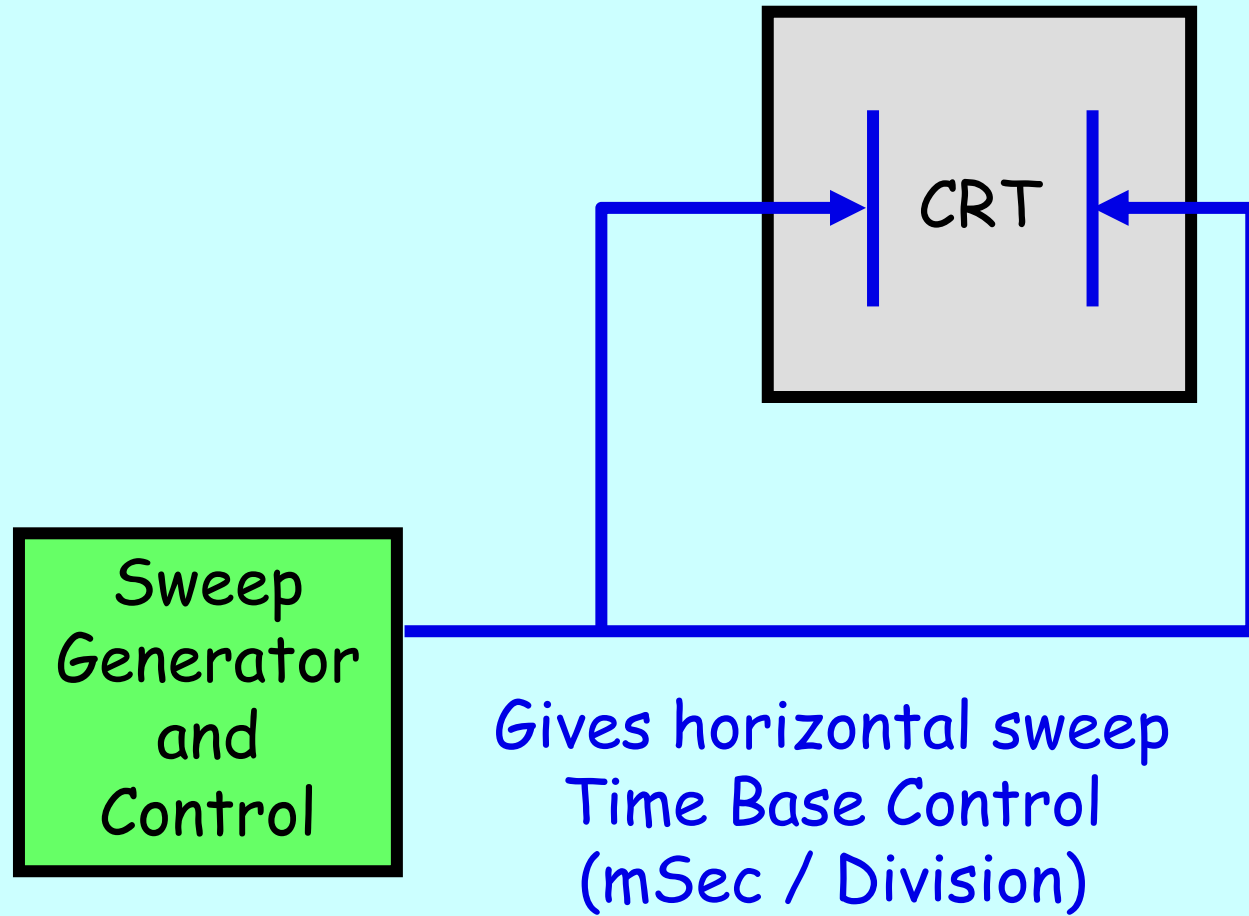 CRT
Sweep
Generator
and
Control
Gives horizontal sweep
Time Base Control
(mSec / Division)